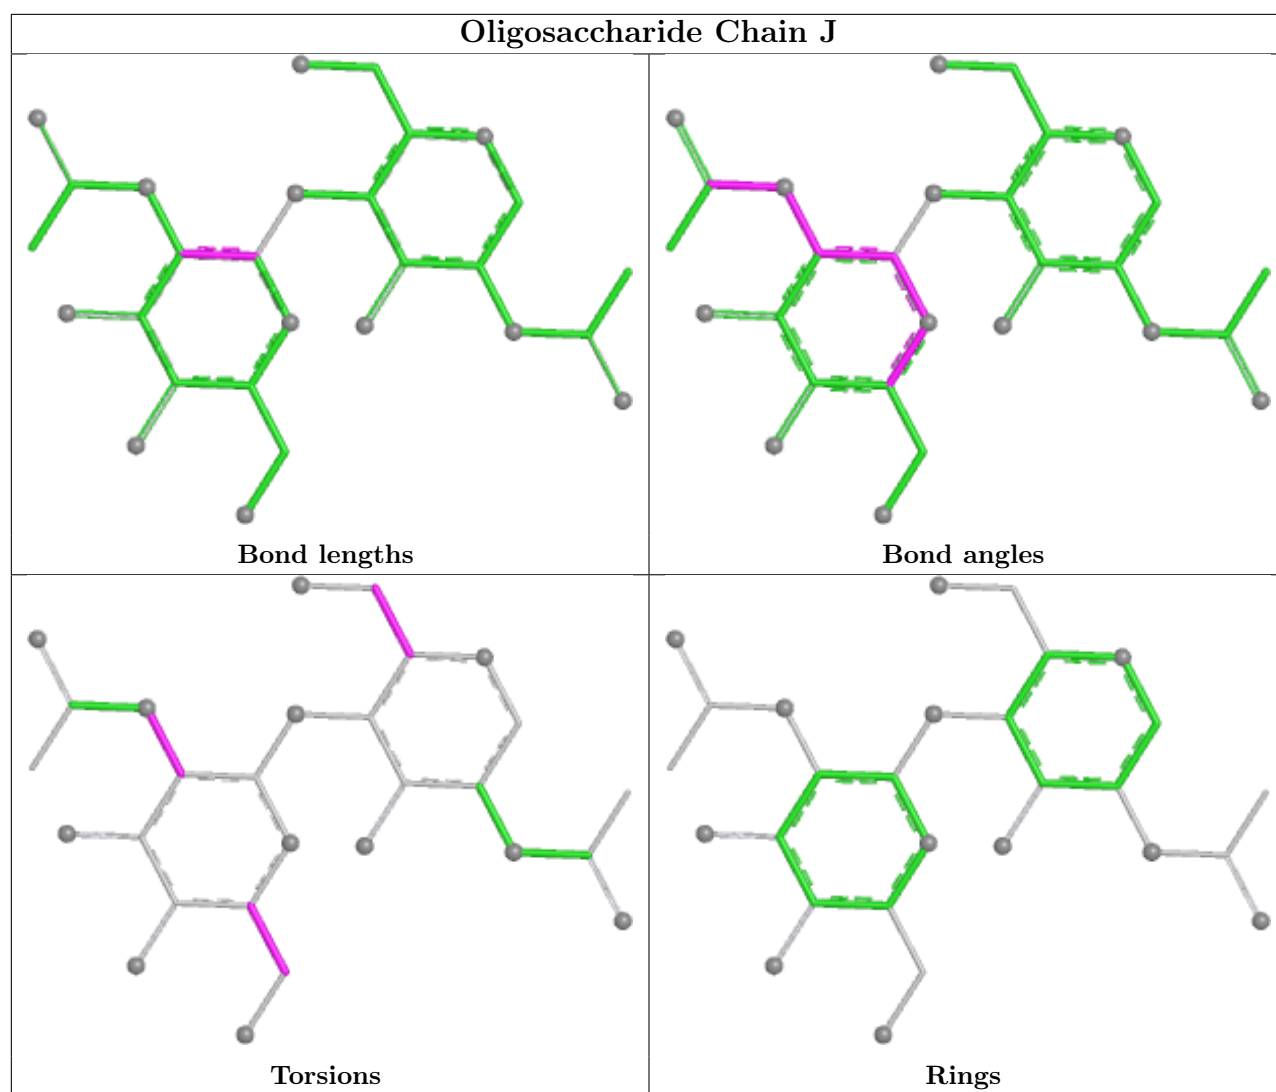 Oligosaccharide Chain J
Bond lengths
Bond angles
Torsions
Rings